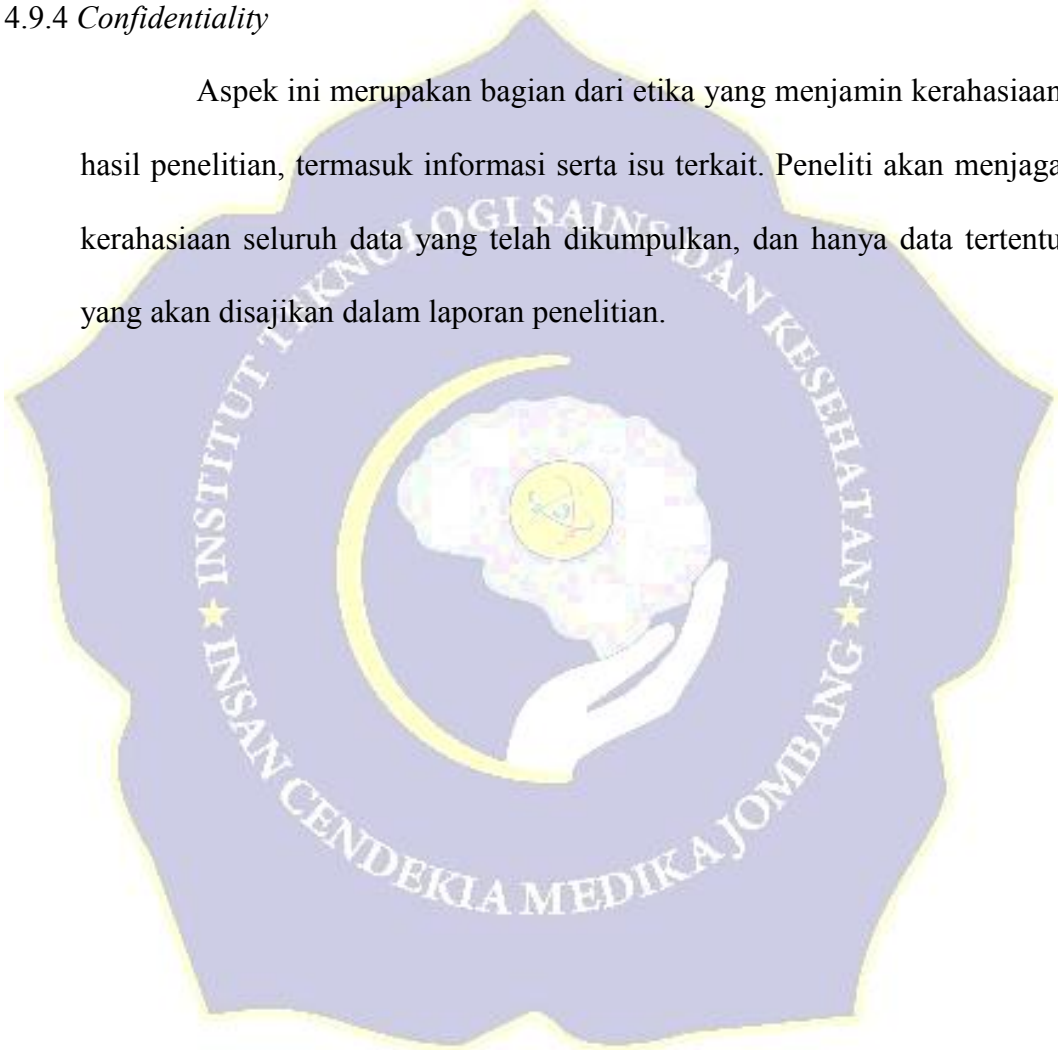 4.9.4 Confidentiality
Aspek ini merupakan bagian dari etika yang menjamin kerahasiaan
hasil penelitian, termasuk informasi serta isu terkait. Peneliti akan menjaga
kerahasiaan seluruh data yang telah dikumpulkan, dan hanya data tertentu
yang akan disajikan dalam laporan penelitian.
INSTITUT TEKNOLOGI SAINS DAN KESEHATAN
INSAN CENDEKIA MEDIKA JOMBANG